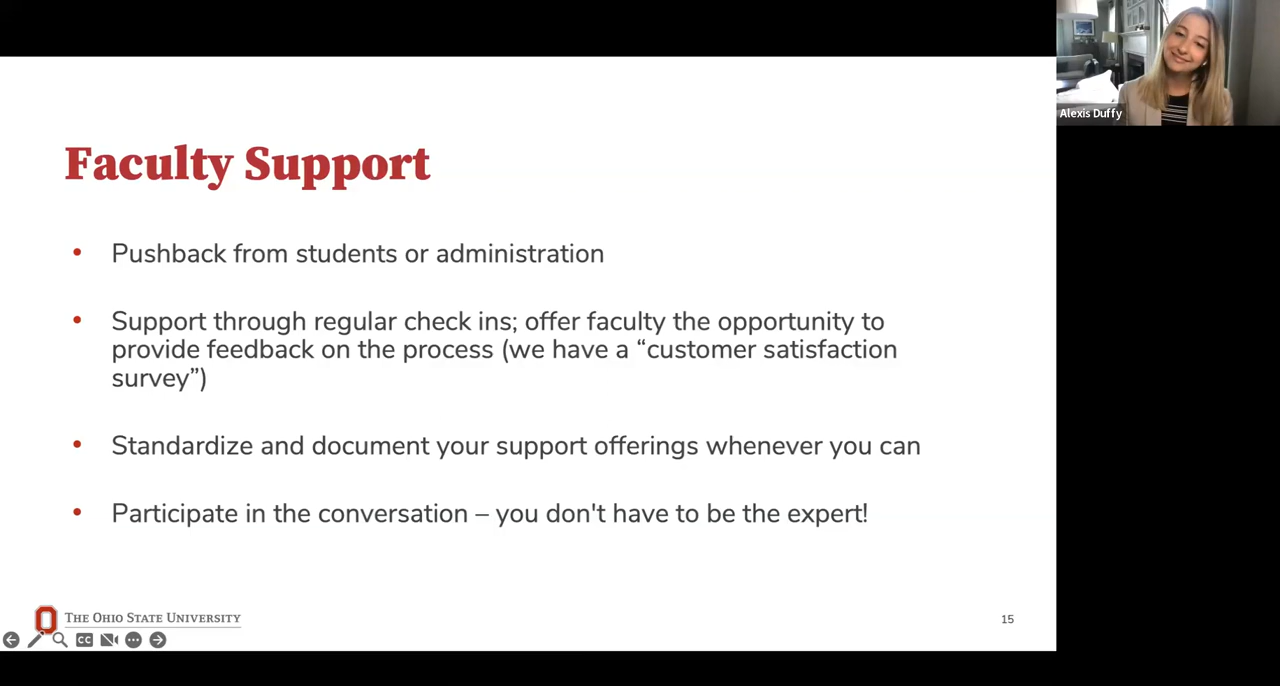 Alexis Duffy
Faculty Support
• Pushback from students or administration
• Support through regular check ins; offer faculty the opportunity to
provide feedback on the process (we have a “customer satisfaction
survey”)
• Standardize and document your support offerings whenever you can
• Participate in the conversation – you don't have to be the expert!
THE OHIO STATE UNIVERSITY
15
CC